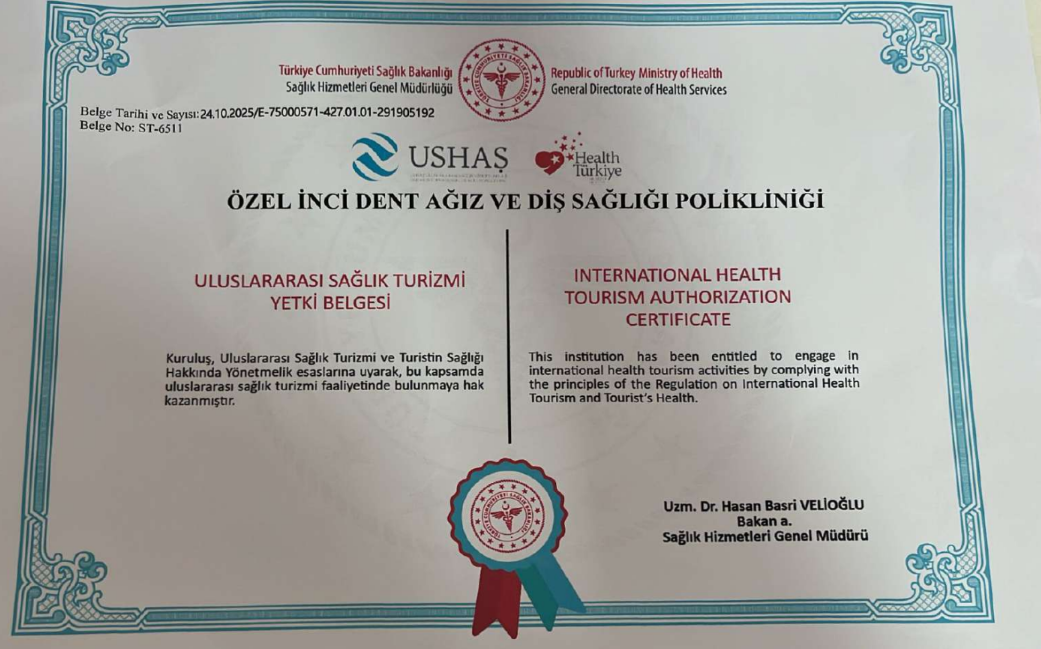 Türkiye Cumhuriyeti Sağlık Bakanlığı
Sağlık Hizmetleri Genel Müdürlüğü
Republic of Turkey Ministry of Health
General Directorate of Health Services
Belge Tarihi ve Sayısı:24.10.2025/E-75000571-427.01.01-291905192
Belge No: ST-6511
USHAŞ
Health
Türkiye
ÖZEL İNCİ DENT AĞIZ VE DİŞ SAĞLIĞI POLİKLİNİĞİ
ULUSLARARASI SAĞLIK TURİZMİ
YETKİ BELGESİ
Kuruluş, Uluslararası Sağlık Turizmi ve Turistin Sağlığı
Hakkında Yönetmelik esaslarına uyarak, bu kapsamda
uluslararası sağlık turizmi faaliyetinde bulunmaya hak
kazanmıştır.
INTERNATIONAL HEALTH
TOURISM AUTHORIZATION
CERTIFICATE
This institution has been entitled to engage in
international health tourism activities by complying with
the principles of the Regulation on International Health
Tourism and Tourist's Health.
Uzm. Dr. Hasan Basri VELİOĞLU
Bakan a.
Sağlık Hizmetleri Genel Müdürü